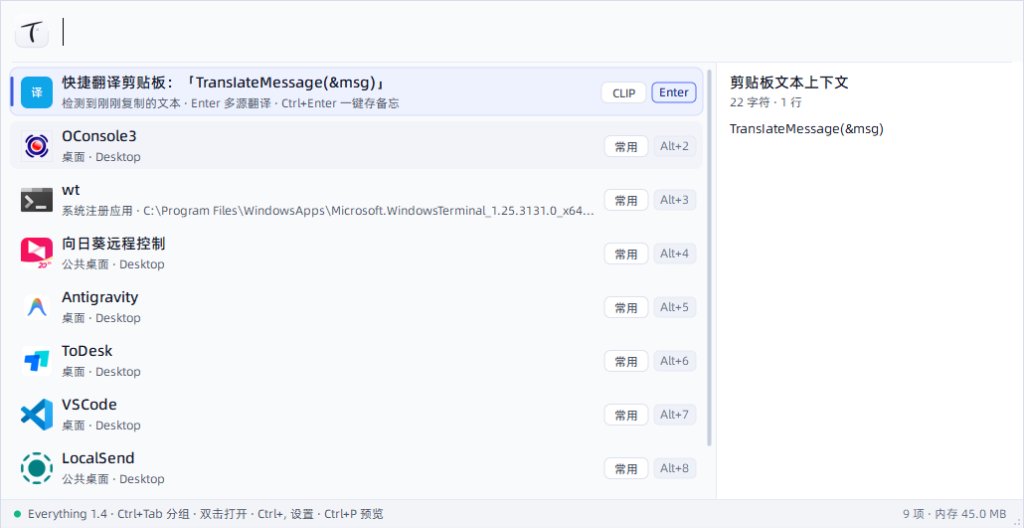 快捷翻译剪贴板：「TranslateMessage(&msg)」
检测到刚刚复制的文本 · Enter 多源翻译 · Ctrl+Enter 一键存备忘
CLIP
Enter
OConsole3
桌面 · Desktop
常用
Alt+2
wt
系统注册应用 · C:\Program Files\WindowsApps\Microsoft.WindowsTerminal_1.25.3131.0_x64...
常用
Alt+3
向日葵远程控制
公共桌面 · Desktop
常用
Alt+4
Antigravity
桌面 · Desktop
常用
Alt+5
ToDesk
桌面 · Desktop
常用
Alt+6
VSCode
桌面 · Desktop
常用
Alt+7
LocalSend
公共桌面 · Desktop
常用
Alt+8
剪贴板文本上下文
22 字符 · 1 行
TranslateMessage(&msg)
Everything 1.4 · Ctrl+Tab 分组 · 双击打开 · Ctrl+, 设置 · Ctrl+P 预览
9 项 · 内存 45.0 MB